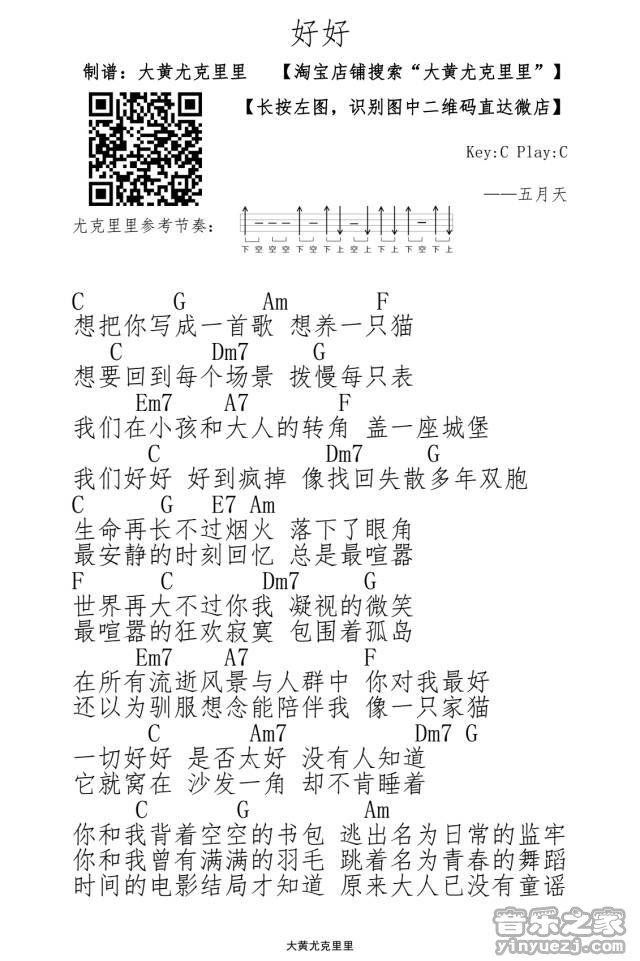 好好
制谱：大黄尤克里里 【淘宝店铺搜索“大黄尤克里里”】
【长按左图，识别图中二维码直达微店】
Key:C Play:C
——五月天
尤克里里参考节奏：
下 空 空 空 下 空 下 上 空 上 下 上 下 空 下 上
C G Am F
想把你写成一首歌 想养一只猫
C Dm7 G
想要回到每个场景 拨慢每只表
Em7 A7 F
我们在小孩和大人的转角 盖一座城堡
C Dm7 G
我们好好 好到疯掉 像找回失散多年双胞
C G E7 Am
生命再长不过烟火 落下了眼角
最安静的时刻回忆 总是最喧嚣
F C Dm7 G
世界再大不过你我 凝视的微笑
最喧嚣的狂欢寂寞 包围着孤岛
Em7 A7 F
在所有流逝风景与人群中 你对我最好
还以为驯服想念能陪伴我 像一只家猫
C Am7 Dm7 G
一切好好 是否太好 没有人知道
它就窝在 沙发一角 却不肯睡着
C G Am
你和我背着空空的书包 逃出名为日常的监牢
你和我曾有满满的羽毛 跳着名为青春的舞蹈
时间的电影结局才知道 原来大人已没有童谣
大黄尤克里里
音乐之家
yinyuezj.com